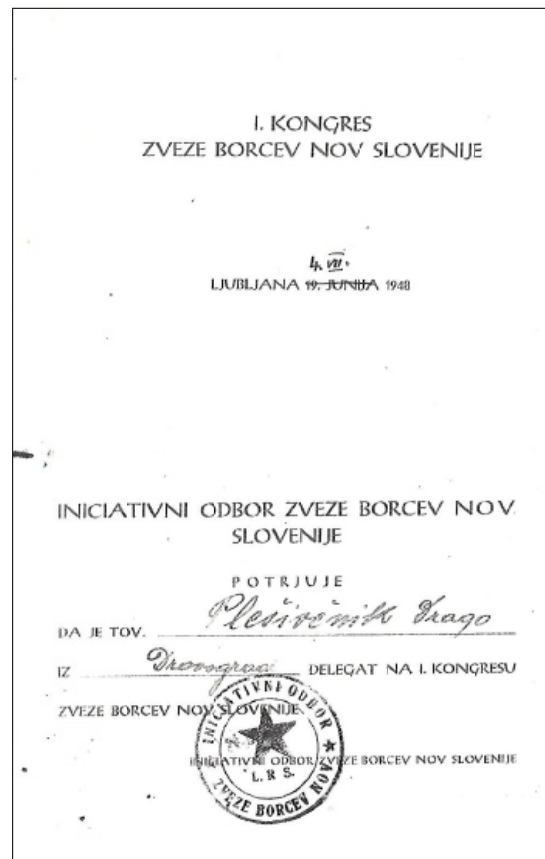 I. KONGRES
ZVEZE BORCEV NOV SLOVENIJE
4. VII.
LJUBLJANA 19. JUNIJA 1948
INICIATIVNI ODBOR ZVEZE BORCEV NOV
SLOVENIJE
POTRJUJE
DA JE TOV. Plesivčnik Drago
IZ Dravograd DELEGAT NA I. KONGRESU
ZVEZE BORCEV NOV SLOVENIJE.
INICIATIVNI ODBOR ZVEZE BORCEV NOV SLOVENIJE
INICIATIVNI ODBOR
L. R S.
ZVEZE BORCEV NOV